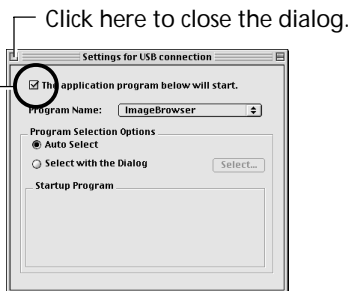 Click here to close the dialog.
Settings for USB connection
The application program below will start.
Program Name: ImageBrowser
Program Selection Options
Auto Select
Select with the Dialog Select...
Startup Program